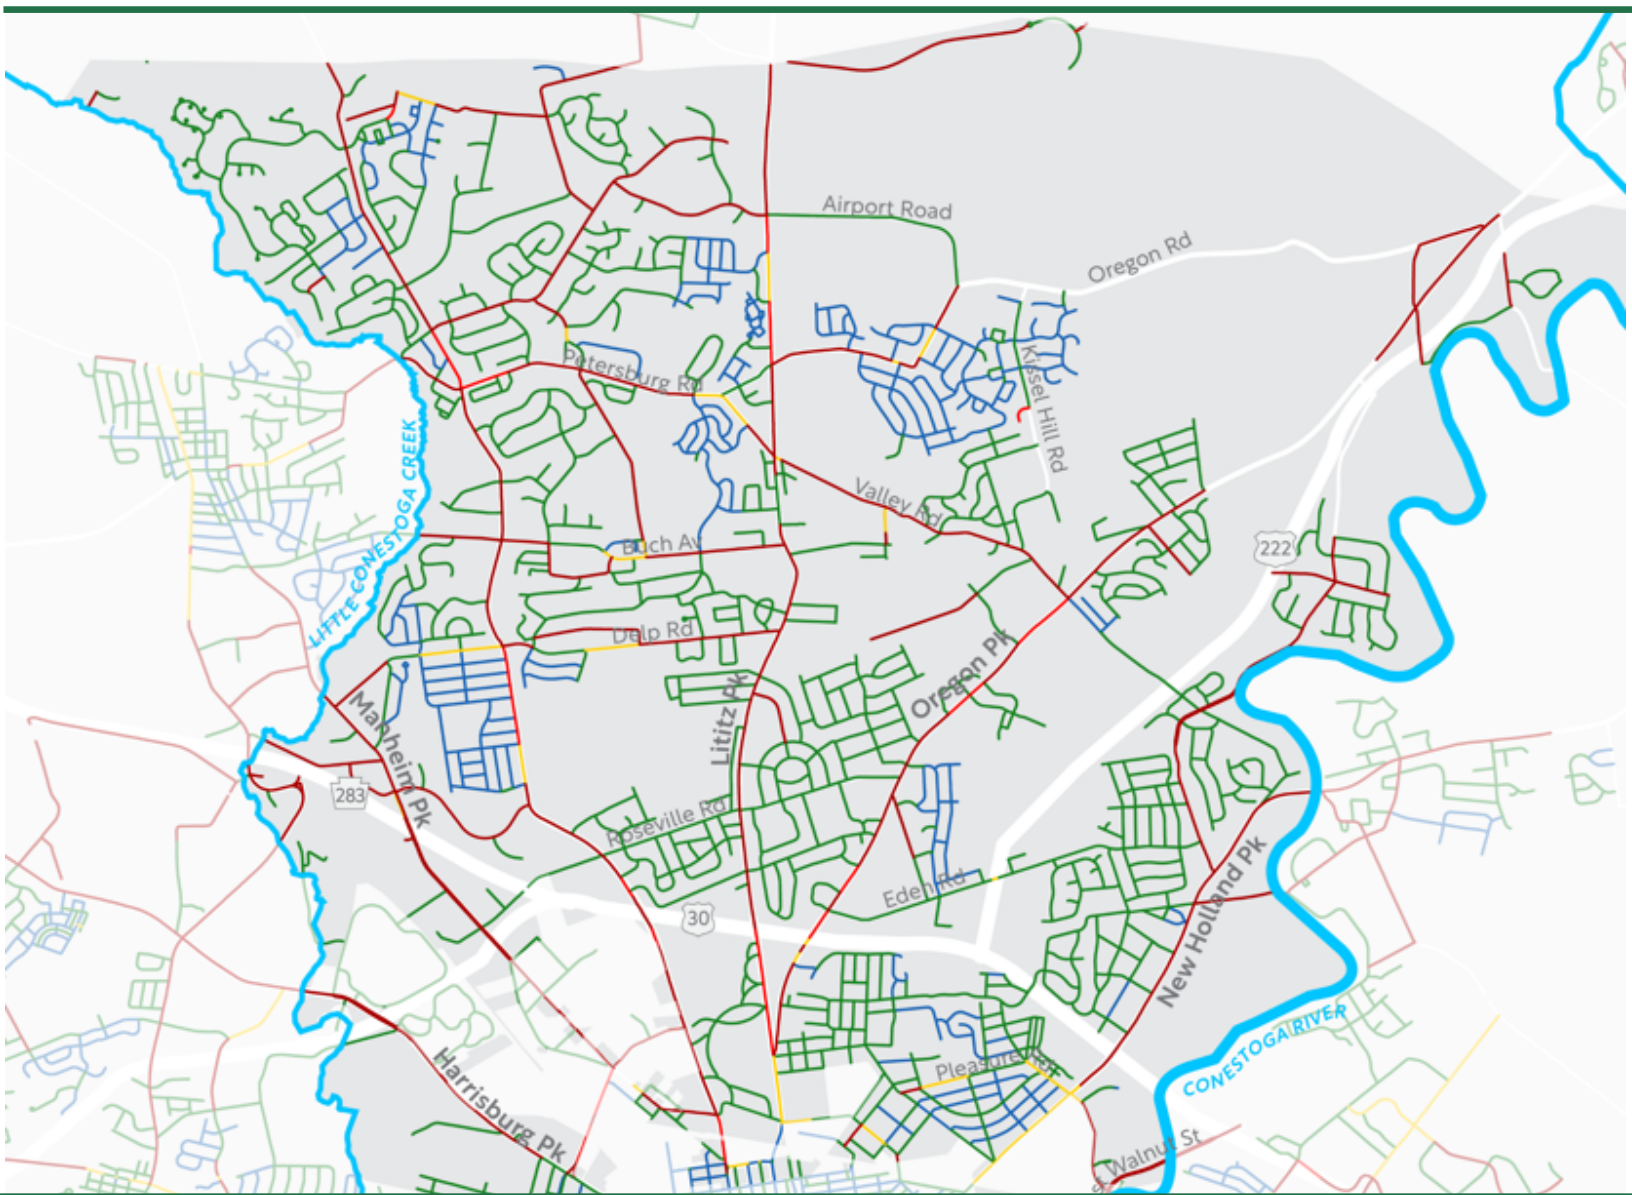 Airport Road
Oregon Rd
Petersburg Rd
Kissel Hill Rd
LITTLE CONESTOGA CREEK
Valley Rd
Buch Av
222
Delp Rd
Oregon Pk
Lititz Pk
Manheim Pk
283
Roseville Rd
Eden Rd
New Holland Pk
30
CONESTOGA RIVER
Harrisburg Pk
Pleasure Rd
Walnut St